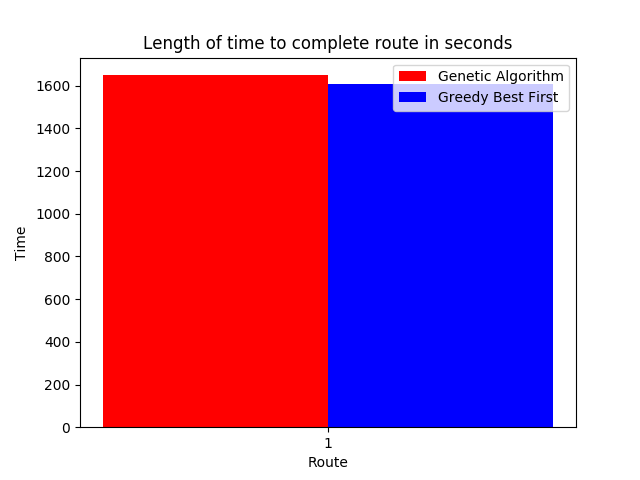 Length of time to complete route in seconds
Genetic Algorithm
Greedy Best First
1600
1400
1200
1000
800
600
400
200
0
Time
1
Route